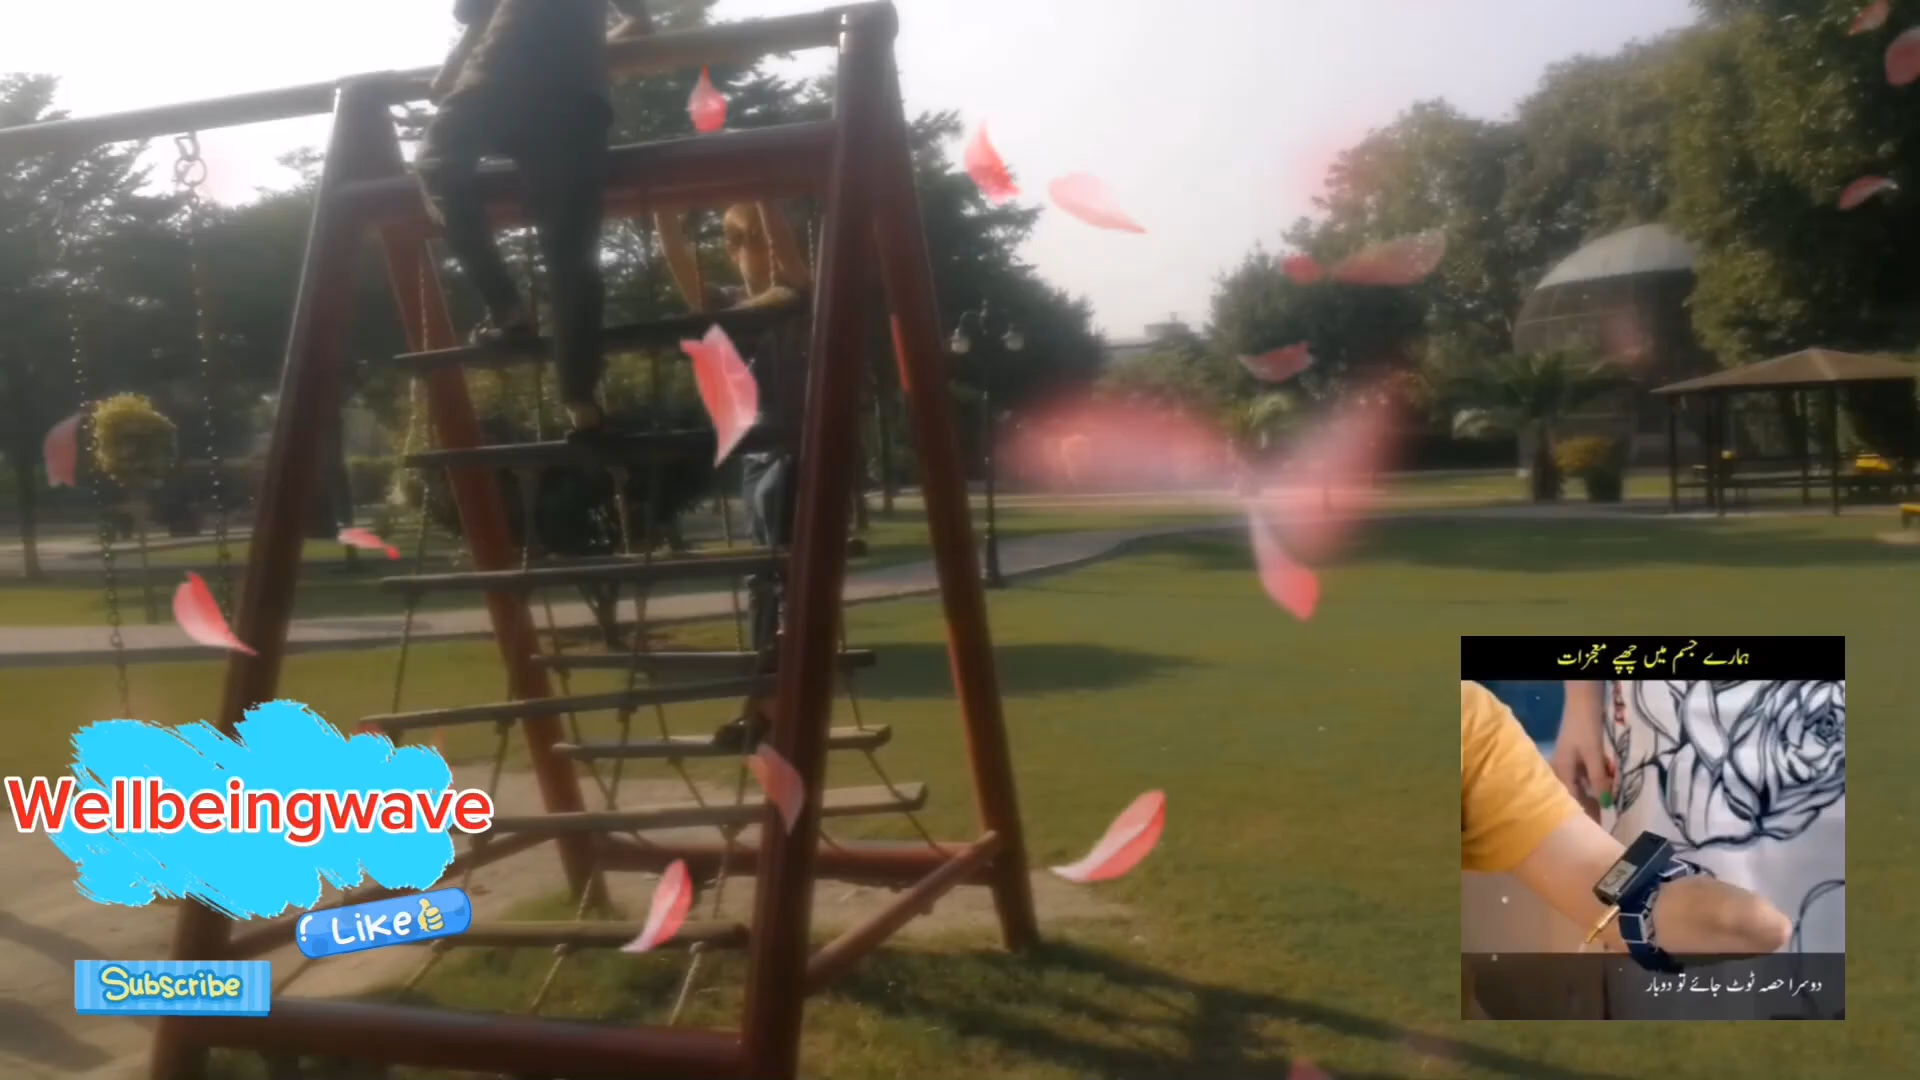 ہمارے جسم میں چھپے معجزات
Wellbeingwave
Like
Subscribe
دوسرا حصہ ٹوٹ جائے تو دوبار